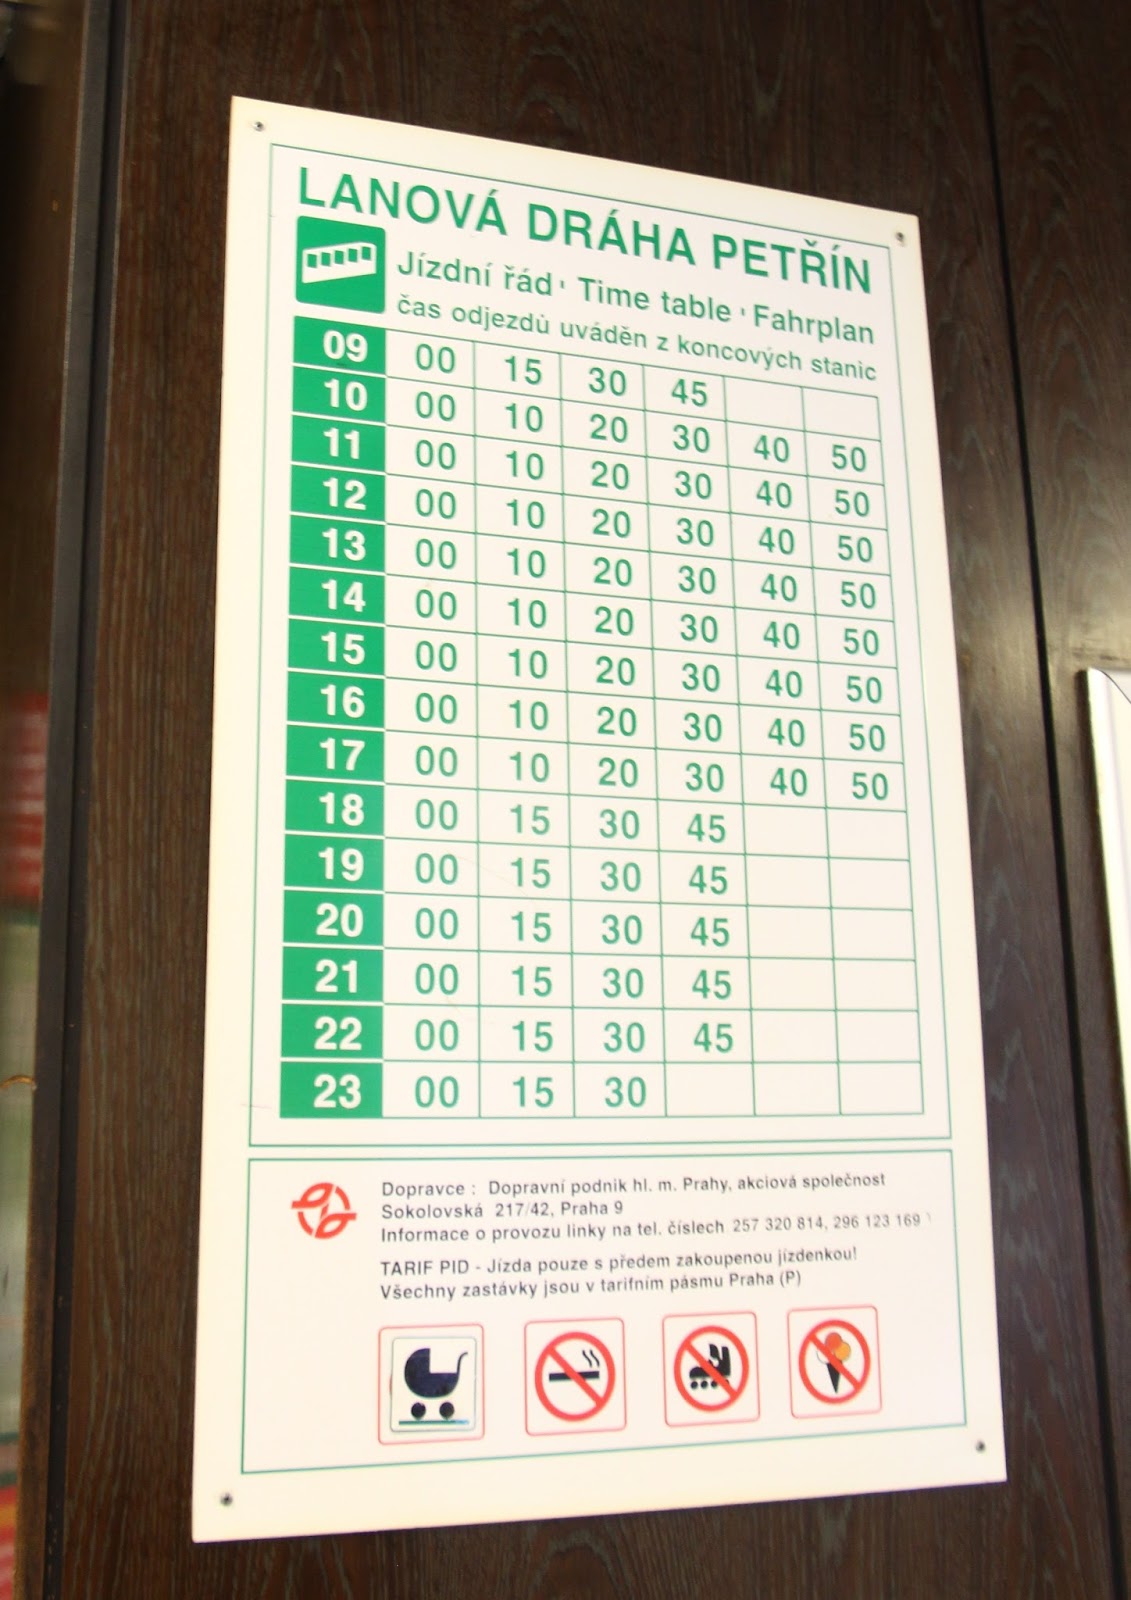 LANOVÁ DRÁHA PETŘÍN
Jízdní řád ' Time table ' Fahrplan
čas odjezdů uváděn z koncových stanic
09 00 15 30 45
10 00 10 20 30 40 50
11 00 10 20 30 40 50
12 00 10 20 30 40 50
13 00 10 20 30 40 50
14 00 10 20 30 40 50
15 00 10 20 30 40 50
16 00 10 20 30 40 50
17 00 10 20 30 40 50
18 00 15 30 45
19 00 15 30 45
20 00 15 30 45
21 00 15 30 45
22 00 15 30 45
23 00 15 30
Dopravce : Dopravní podnik hl. m. Prahy, akciová společnost
Sokolovská 217/42, Praha 9
Informace o provozu linky na tel. číslech 257 320 814, 296 123 169
TARIF PID - Jízda pouze s předem zakoupenou jízdenkou!
Všechny zastávky jsou v tarifním pásmu Praha (P)